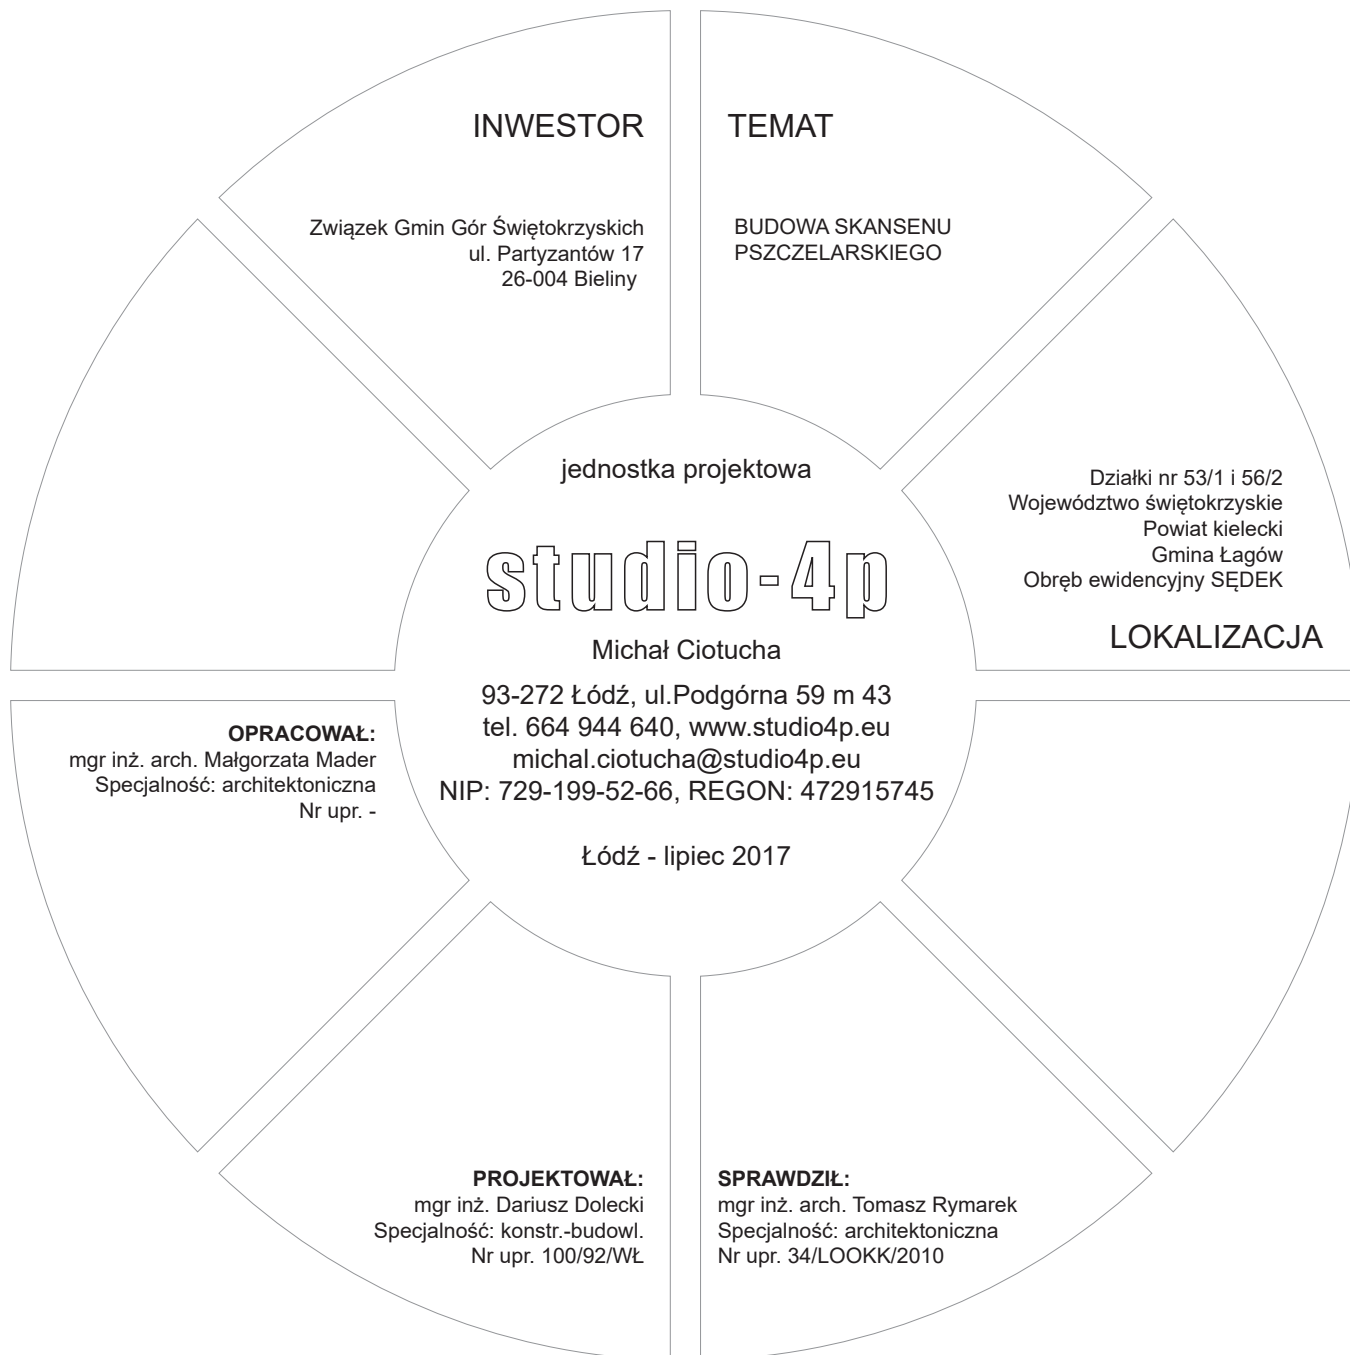 INWESTOR
Związek Gmin Gór Świętokrzyskich
ul. Partyzantów 17
26-004 Bieliny
TEMAT
BUDOWA SKANSENU
PSZCZELARSKIEGO
Działki nr 53/1 i 56/2
Województwo świętokrzyskie
Powiat kielecki
Gmina Łagów
Obręb ewidencyjny SĘDEK
LOKALIZACJA
jednostka projektowa
studio-4p
Michał Ciotucha
93-272 Łódź, ul.Podgórna 59 m 43
tel. 664 944 640, www.studio4p.eu
michal.ciotucha@studio4p.eu
NIP: 729-199-52-66, REGON: 472915745
Łódź - lipiec 2017
OPRACOWAŁ:
mgr inż. arch. Małgorzata Mader
Specjalność: architektoniczna
Nr upr. -
PROJEKTOWAŁ:
mgr inż. Dariusz Dolecki
Specjalność: konstr.-budowl.
Nr upr. 100/92/WŁ
SPRAWDZIŁ:
mgr inż. arch. Tomasz Rymarek
Specjalność: architektoniczna
Nr upr. 34/LOOKK/2010